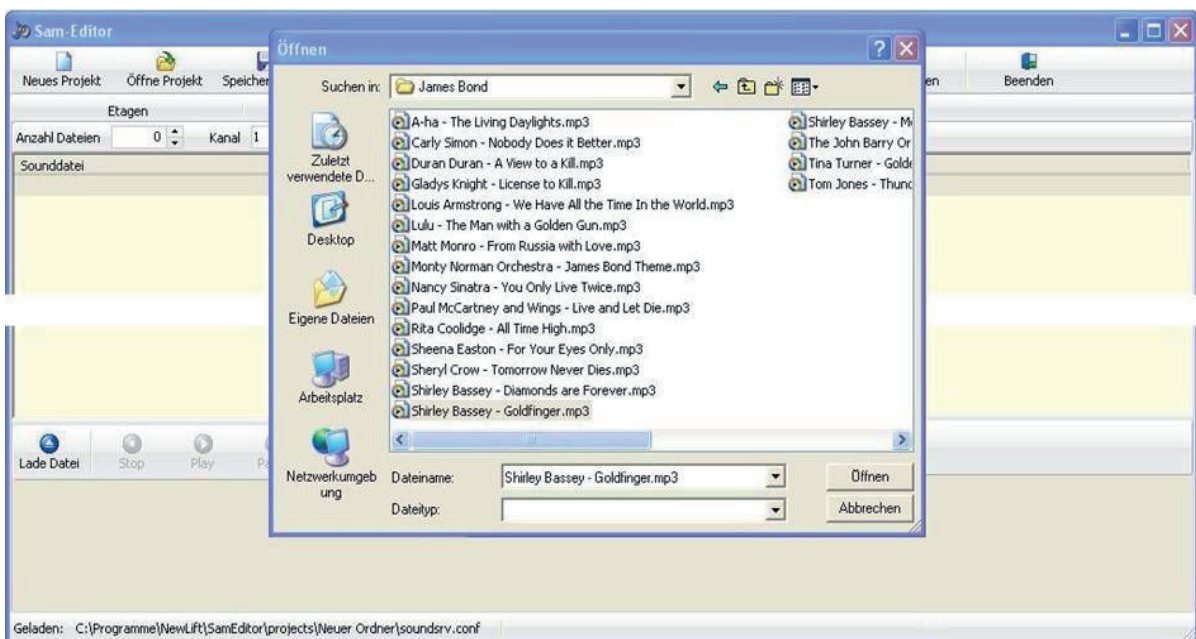 Sam-Editor
Neues Projekt Öffne Projekt Beenden
Etagen
Anzahl Dateien 0 Kanal 1
Sounddatei
Öffnen
Suchen in: James Bond
Zuletzt
verwendete D...
Desktop
Eigene Dateien
Arbeitsplatz
Netzwerkumgeb
ung
A-ha - The Living Daylights.mp3
Carly Simon - Nobody Does it Better.mp3
Duran Duran - A View to a Kill.mp3
Gladys Knight - License to Kill.mp3
Louis Armstrong - We Have All the Time In the World.mp3
Lulu - The Man with a Golden Gun.mp3
Matt Monro - From Russia with Love.mp3
Monty Norman Orchestra - James Bond Theme.mp3
Nancy Sinatra - You Only Live Twice.mp3
Paul McCartney and Wings - Live and Let Die.mp3
Rita Coolidge - All Time High.mp3
Sheena Easton - For Your Eyes Only.mp3
Sheryl Crow - Tomorrow Never Dies.mp3
Shirley Bassey - Diamonds are Forever.mp3
Shirley Bassey - Goldfinger.mp3
Shirley Bassey -
The John Barry Or
Tina Turner - Golde
Tom Jones - Thund
Dateiname: Shirley Bassey - Goldfinger.mp3 Öffnen
Dateityp: Abbrechen
Lade Datei Stop Play
Geladen: C:\Programme\NewLift\SamEditor\projects\Neuer Ordner\soundsrv.conf